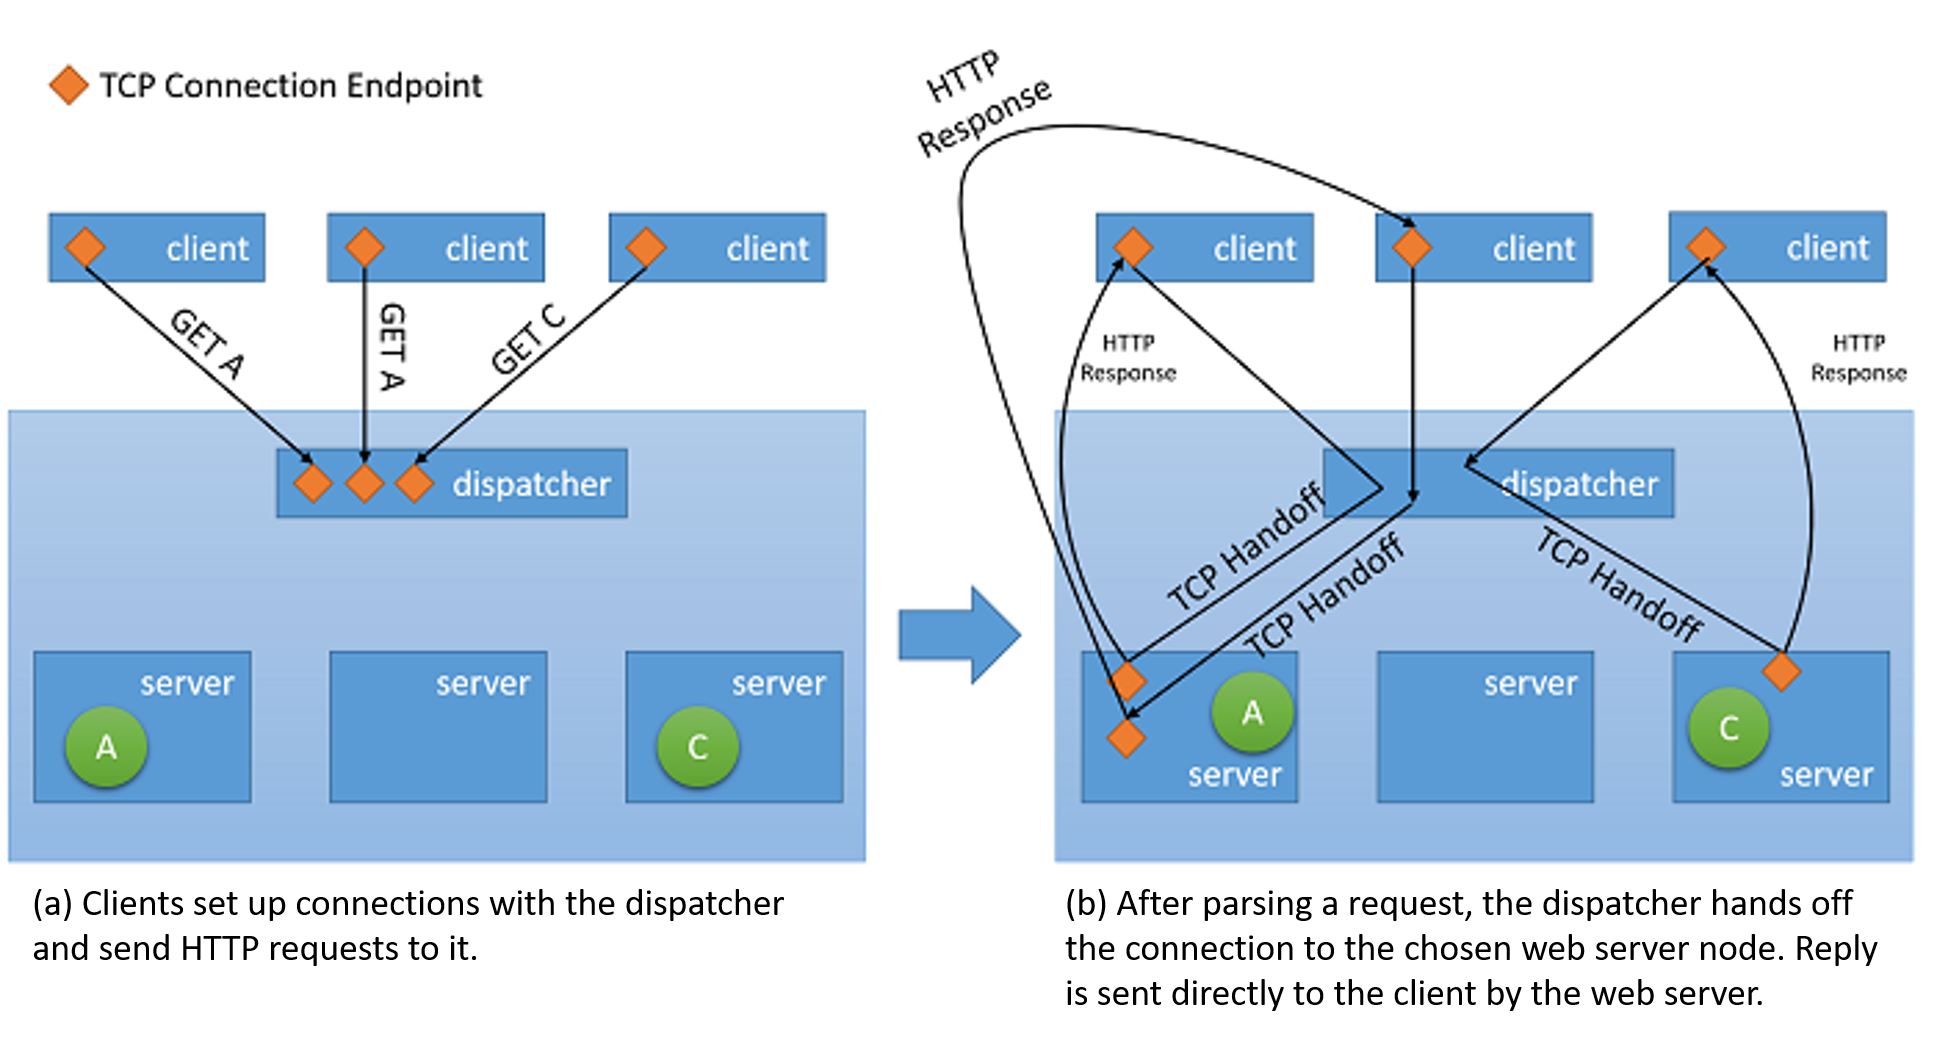 TCP Connection Endpoint
client
client
client
GET A
GET A
GET C
dispatcher
server
server
server
A
C
(a) Clients set up connections with the dispatcher
and send HTTP requests to it.
HTTP
Response
client
client
client
HTTP
Response
HTTP
Response
dispatcher
TCP Handoff
TCP Handoff
TCP Handoff
A
server
server
C
server
(b) After parsing a request, the dispatcher hands off
the connection to the chosen web server node. Reply
is sent directly to the client by the web server.